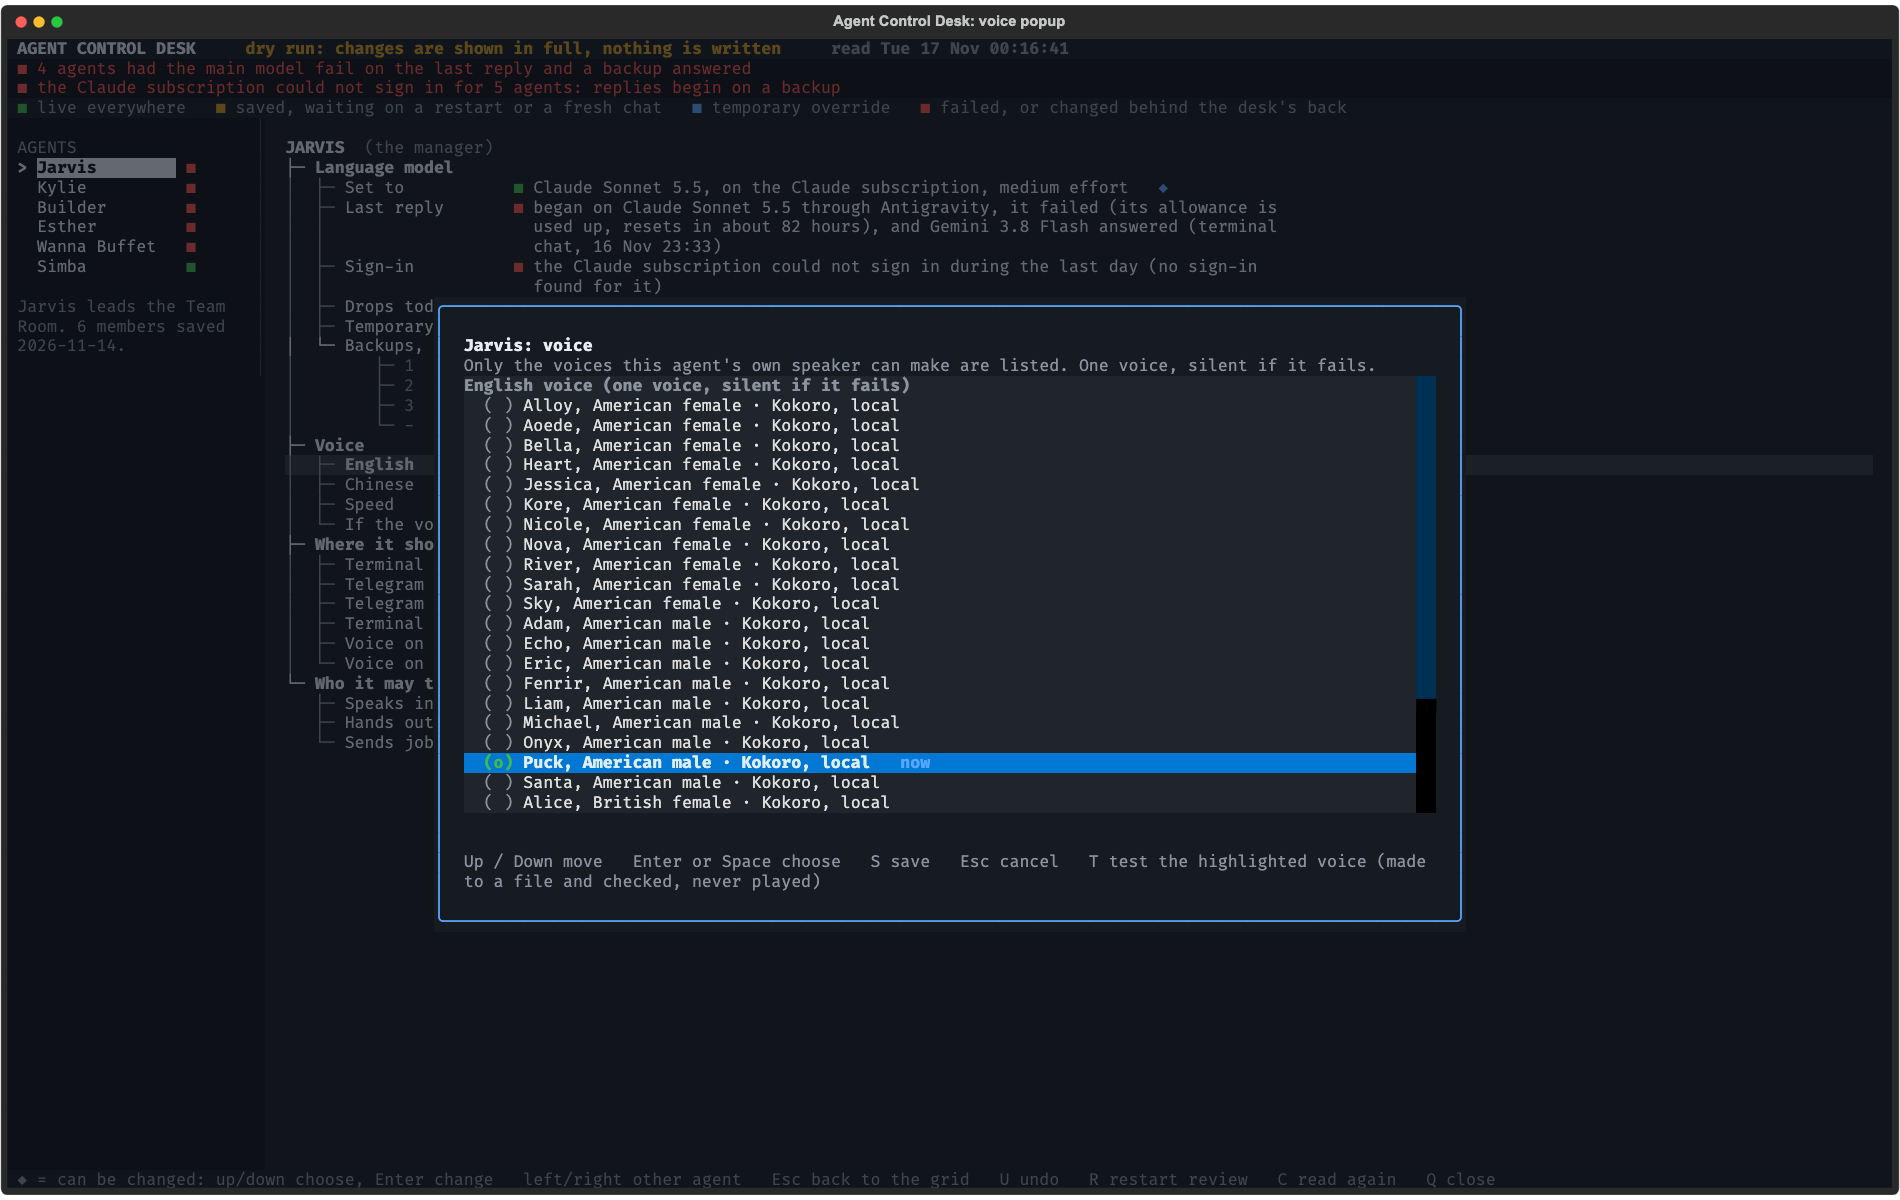 Agent Control Desk: voice popup
AGENT CONTROL DESK dry run: changes are shown in full, nothing is written read Tue 17 Nov 00:16:41
4 agents had the main model fail on the last reply and a backup answered
the Claude subscription could not sign in for 5 agents: replies begin on a backup
live everywhere saved, waiting on a restart or a fresh chat temporary override failed, or changed behind the desk's back
AGENTS
> Jarvis
Kylie
Builder
Esther
Wanna Buffet
Simba
Jarvis leads the Team
Room. 6 members saved
2026-11-14.
JARVIS (the manager)
Language model
Set to Claude Sonnet 5.5, on the Claude subscription, medium effort ◆
Last reply began on Claude Sonnet 5.5 through Antigravity, it failed (its allowance is
used up, resets in about 82 hours), and Gemini 3.8 Flash answered (terminal
chat, 16 Nov 23:33)
Sign-in the Claude subscription could not sign in during the last day (no sign-in
found for it)
Drops tod
Temporary
Backups,
1
2
3
-
Voice
English
Chinese
Speed
If the vo
Where it sho
Terminal
Telegram
Telegram
Terminal
Voice on
Voice on
Who it may t
Speaks in
Hands out
Sends job
Jarvis: voice
Only the voices this agent's own speaker can make are listed. One voice, silent if it fails.
English voice (one voice, silent if it fails)
( ) Alloy, American female · Kokoro, local
( ) Aoede, American female · Kokoro, local
( ) Bella, American female · Kokoro, local
( ) Heart, American female · Kokoro, local
( ) Jessica, American female · Kokoro, local
( ) Kore, American female · Kokoro, local
( ) Nicole, American female · Kokoro, local
( ) Nova, American female · Kokoro, local
( ) River, American female · Kokoro, local
( ) Sarah, American female · Kokoro, local
( ) Sky, American female · Kokoro, local
( ) Adam, American male · Kokoro, local
( ) Echo, American male · Kokoro, local
( ) Eric, American male · Kokoro, local
( ) Fenrir, American male · Kokoro, local
( ) Liam, American male · Kokoro, local
( ) Michael, American male · Kokoro, local
( ) Onyx, American male · Kokoro, local
(o) Puck, American male · Kokoro, local now
( ) Santa, American male · Kokoro, local
( ) Alice, British female · Kokoro, local
Up / Down move Enter or Space choose S save Esc cancel T test the highlighted voice (made
to a file and checked, never played)
◆ = can be changed: up/down choose, Enter change left/right other agent Esc back to the grid U undo R restart review C read again Q close